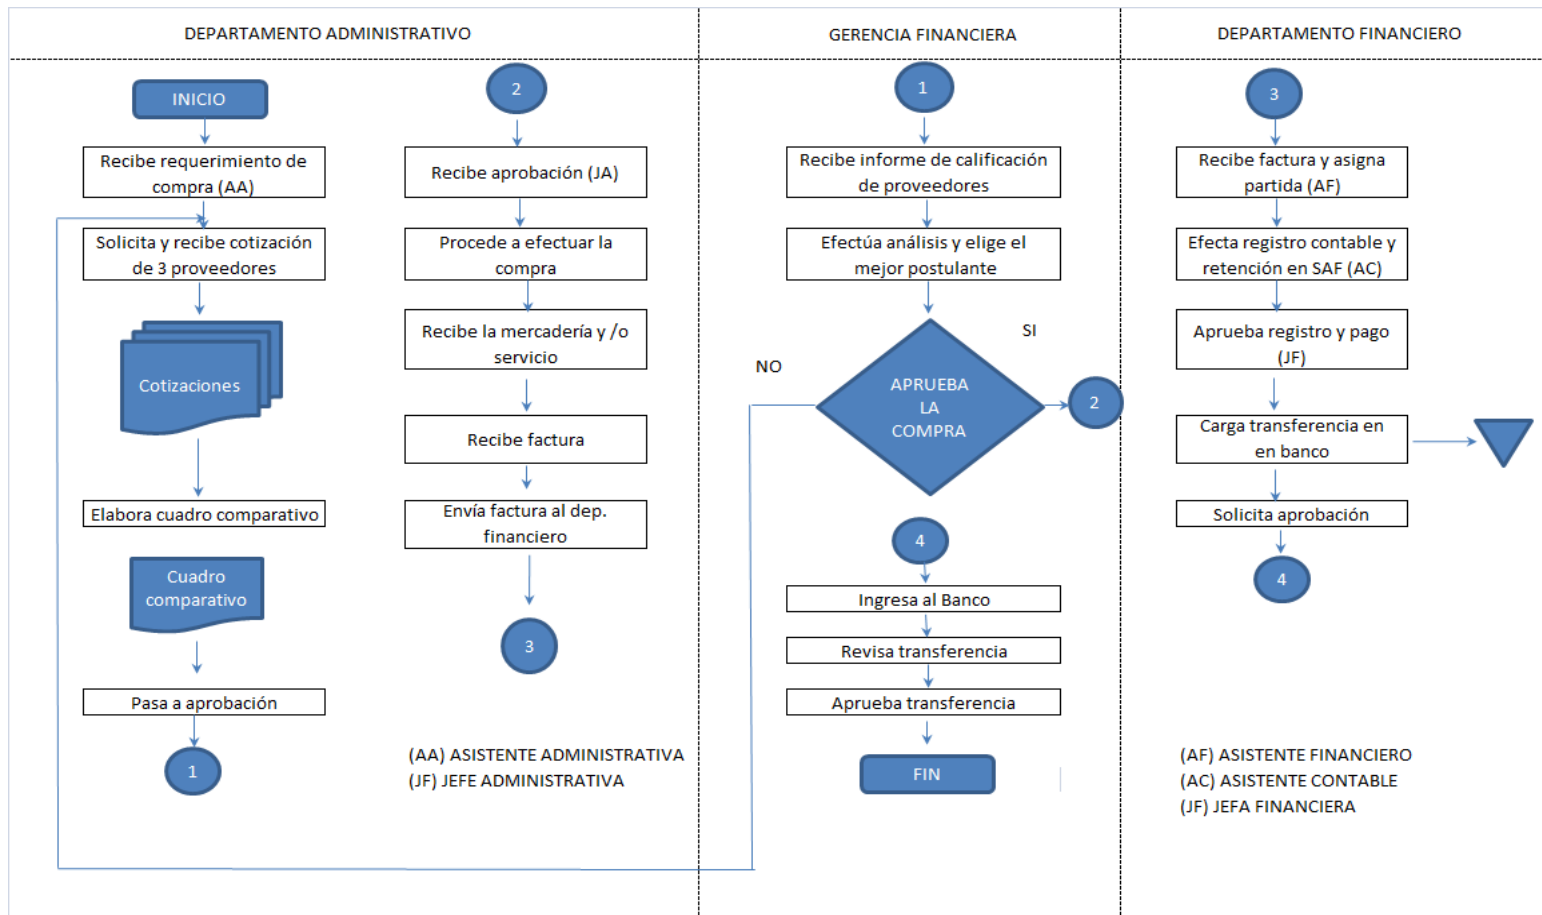 DEPARTAMENTO ADMINISTRATIVO
GERENCIA FINANCIERA
DEPARTAMENTO FINANCIERO
INICIO
Recibe requerimiento de
compra (AA)
Solicita y recibe cotización
de 3 proveedores
Cotizaciones
Elabora cuadro comparativo
Cuadro
comparativo
Pasa a aprobación
1
2
Recibe aprobación (JA)
Procede a efectuar la
compra
Recibe la mercadería y /o
servicio
Recibe factura
Envía factura al dep.
financiero
3
(AA) ASISTENTE ADMINISTRATIVA
(JF) JEFE ADMINISTRATIVA
1
Recibe informe de calificación
de proveedores
Efectúa análisis y elige el
mejor postulante
SI
NO
APRUEBA
LA
COMPRA
2
4
Ingresa al Banco
Revisa transferencia
Aprueba transferencia
FIN
3
Recibe factura y asigna
partida (AF)
Efecta registro contable y
retención en SAF (AC)
Aprueba registro y pago
(JF)
Carga transferencia en
en banco
Solicita aprobación
4
(AF) ASISTENTE FINANCIERO
(AC) ASISTENTE CONTABLE
(JF) JEFA FINANCIERA